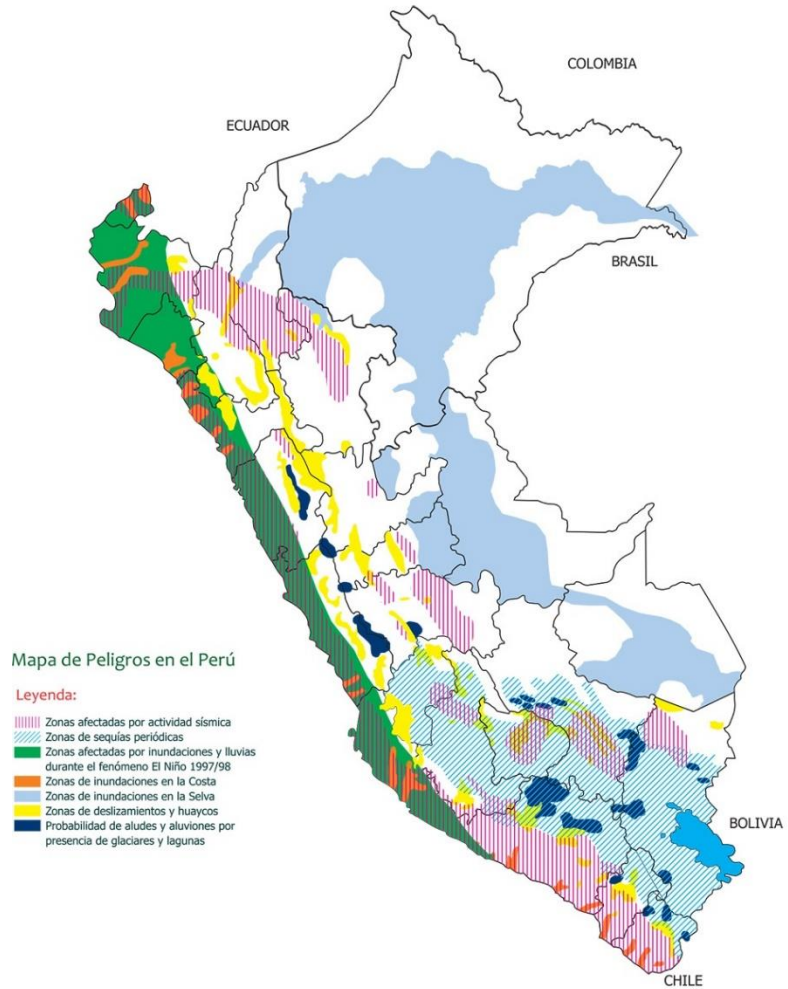 COLOMBIA
ECUADOR
BRASIL
Mapa de Peligros en el Perú
Leyenda:
Zonas afectadas por actividad sísmica
Zonas de sequías periódicas
Zonas afectadas por inundaciones y lluvias
durante el fenómeno El Niño 1997/98
Zonas de inundaciones en la Costa
Zonas de inundaciones en la Selva
Zonas de deslizamientos y huaycos
Probabilidad de aludes y aluviones por
presencia de glaciares y lagunas
BOLIVIA
CHILE